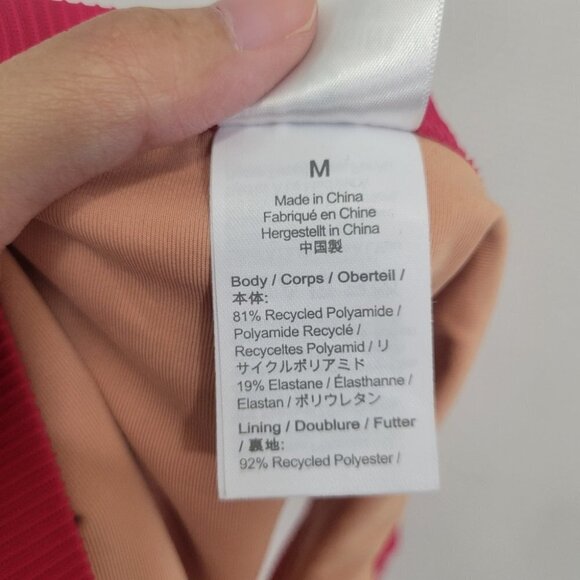 M
Made in China
Fabriqué en Chine
Hergestellt in China
中国製
Body / Corps / Oberteil /
本体:
81% Recycled Polyamide /
Polyamide Recyclé /
Recyceltes Polyamid / リ
サイクルポリアミド
19% Elastane / Élasthanne /
Elastan / ポリウレタン
Lining / Doublure / Futter
/ 裏地:
92% Recycled Polyester /